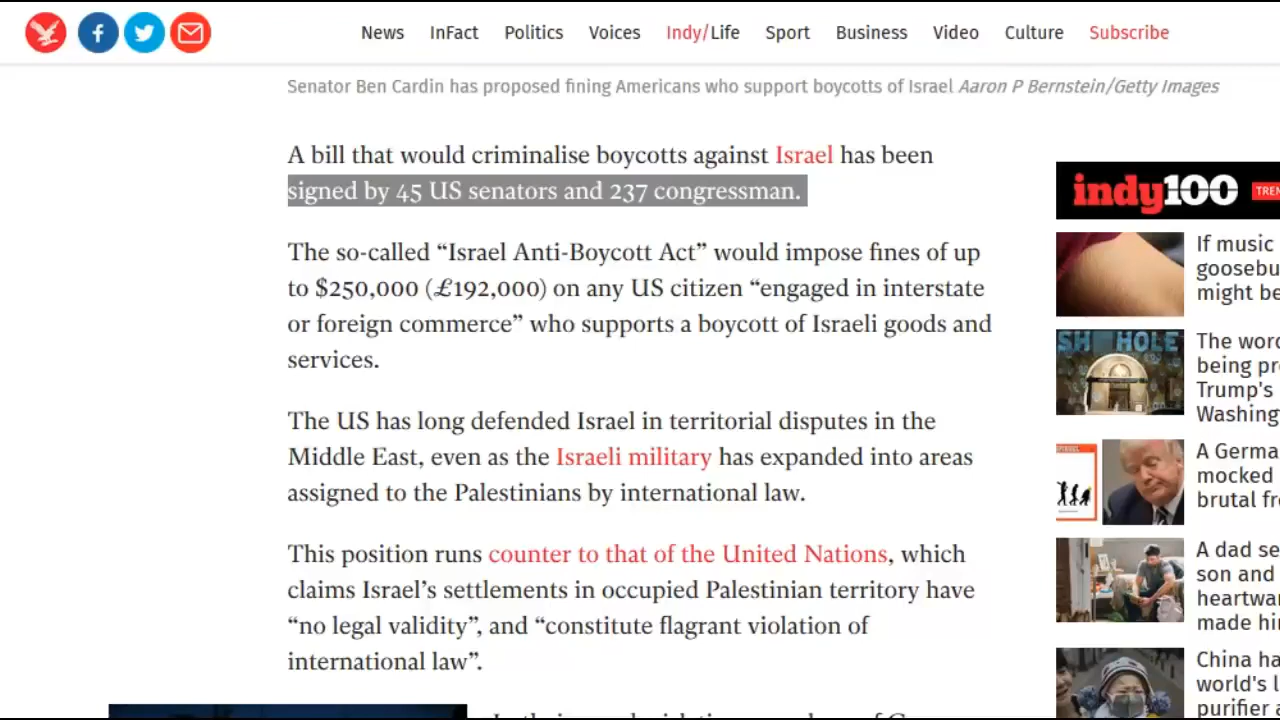 News InFact Politics Voices Indy/Life Sport Business Video Culture Subscribe
Senator Ben Cardin has proposed fining Americans who support boycotts of Israel Aaron P Bernstein/Getty Images
A bill that would criminalise boycotts against Israel has been
signed by 45 US senators and 237 congressman.
The so-called “Israel Anti-Boycott Act” would impose fines of up
to $250,000 (£192,000) on any US citizen “engaged in interstate
or foreign commerce” who supports a boycott of Israeli goods and
services.
The US has long defended Israel in territorial disputes in the
Middle East, even as the Israeli military has expanded into areas
assigned to the Palestinians by international law.
This position runs counter to that of the United Nations, which
claims Israel’s settlements in occupied Palestinian territory have
“no legal validity”, and “constitute flagrant violation of
international law”.
indy100 TREN
If music
goosebu
might be
SH HOLE
The word
being pr
Trump's
Washing
A Germa
mocked
brutal fr
A dad se
son and
heartwar
made hi
China ha
world's l
purifier a